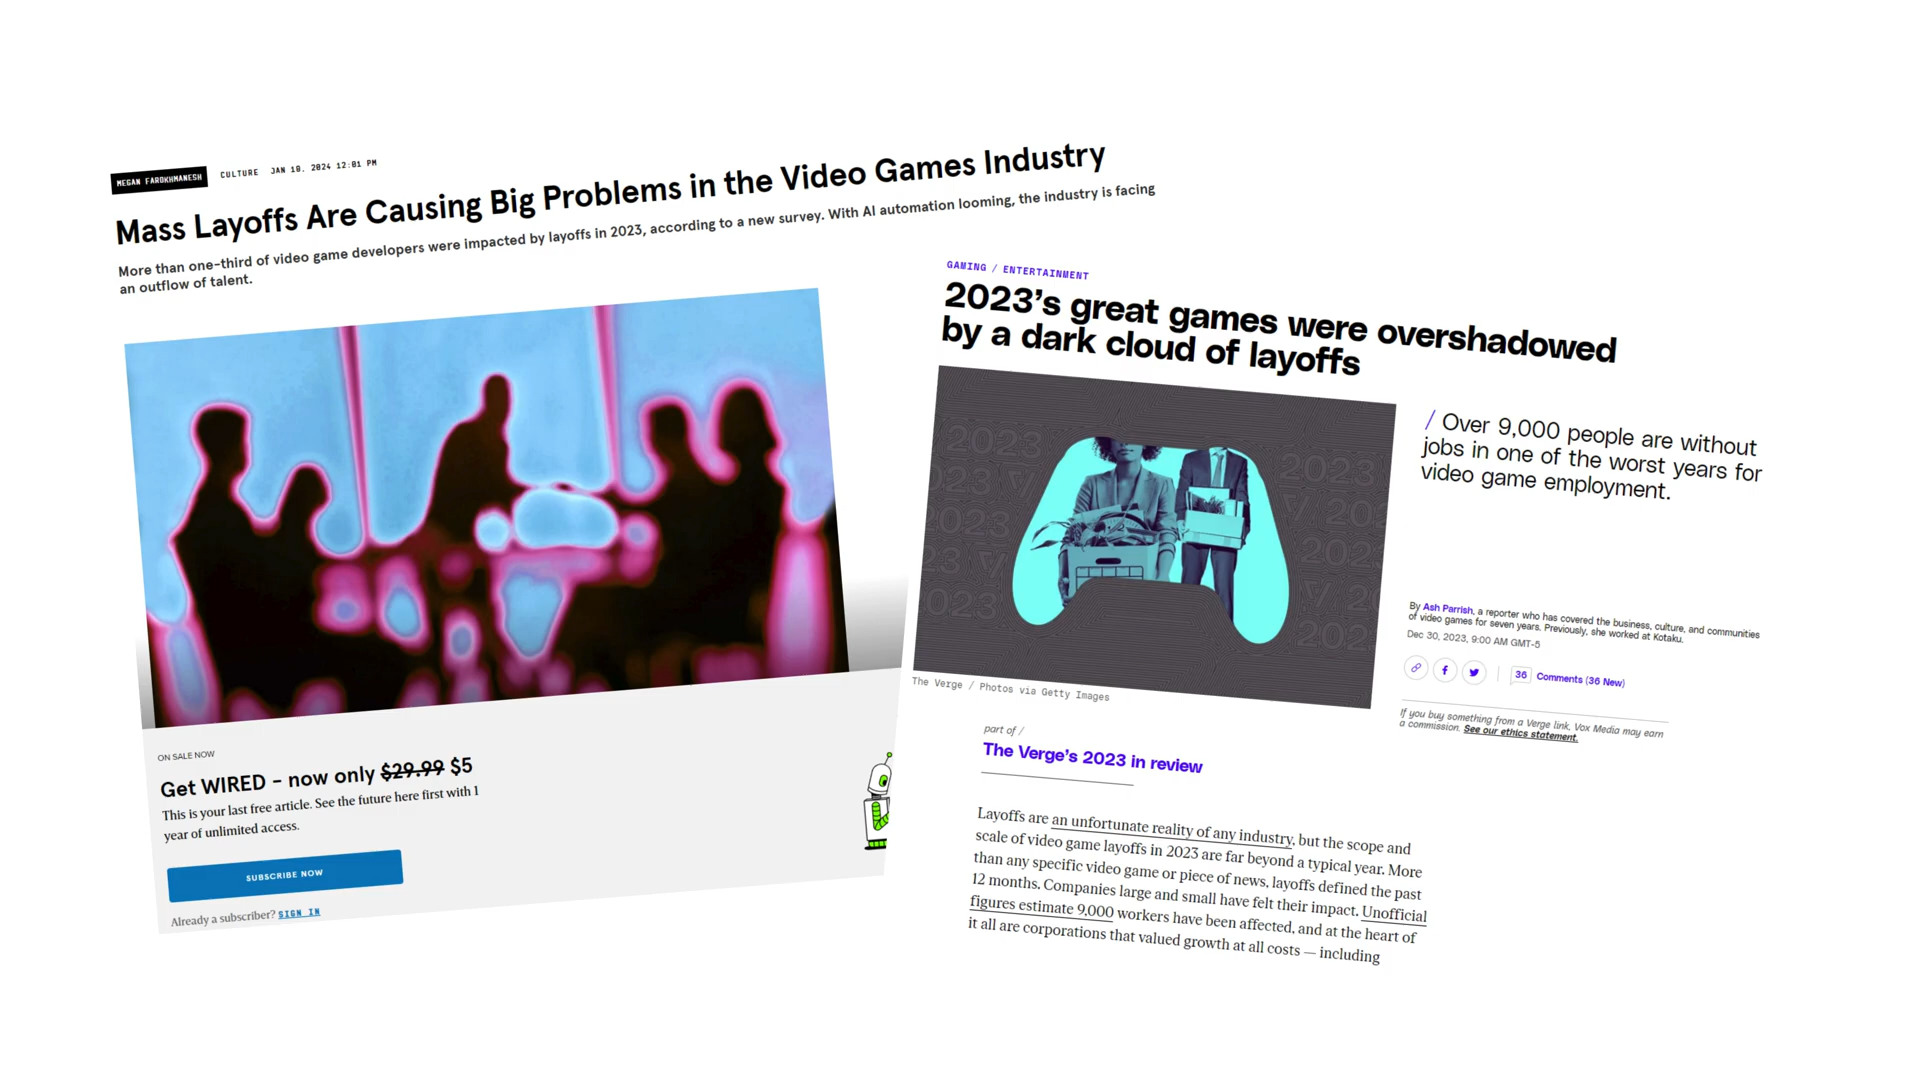 MEGAN FAROKHMANESH CULTURE JAN 18. 2024 12:01 PM
Mass Layoffs Are Causing Big Problems in the Video Games Industry
More than one-third of video game developers were impacted by layoffs in 2023, according to a new survey. With AI automation looming, the industry is facing
an outflow of talent.
ON SALE NOW
Get WIRED - now only $29.99 $5
This is your last free article. See the future here first with 1
year of unlimited access.
SUBSCRIBE NOW
Already a subscriber? SIGN IN
GAMING / ENTERTAINMENT
2023's great games were overshadowed
by a dark cloud of layoffs
/ Over 9,000 people are without
jobs in one of the worst years for
video game employment.
By Ash Parrish, a reporter who has covered the business, culture, and communities
of video games for seven years. Previously, she worked at Kotaku.
Dec 30, 2023, 9:00 AM GMT-5
36 Comments (36 New)
If you buy something from a Verge link, Vox Media may earn
a commission. See our ethics statement.
2023
2023
2023
2023
2023
The Verge / Photos via Getty Images
part of /
The Verge's 2023 in review
Layoffs are an unfortunate reality of any industry, but the scope and
scale of video game layoffs in 2023 are far beyond a typical year. More
than any specific video game or piece of news, layoffs defined the past
12 months. Companies large and small have felt their impact. Unofficial
figures estimate 9,000 workers have been affected, and at the heart of
it all are corporations that valued growth at all costs — including